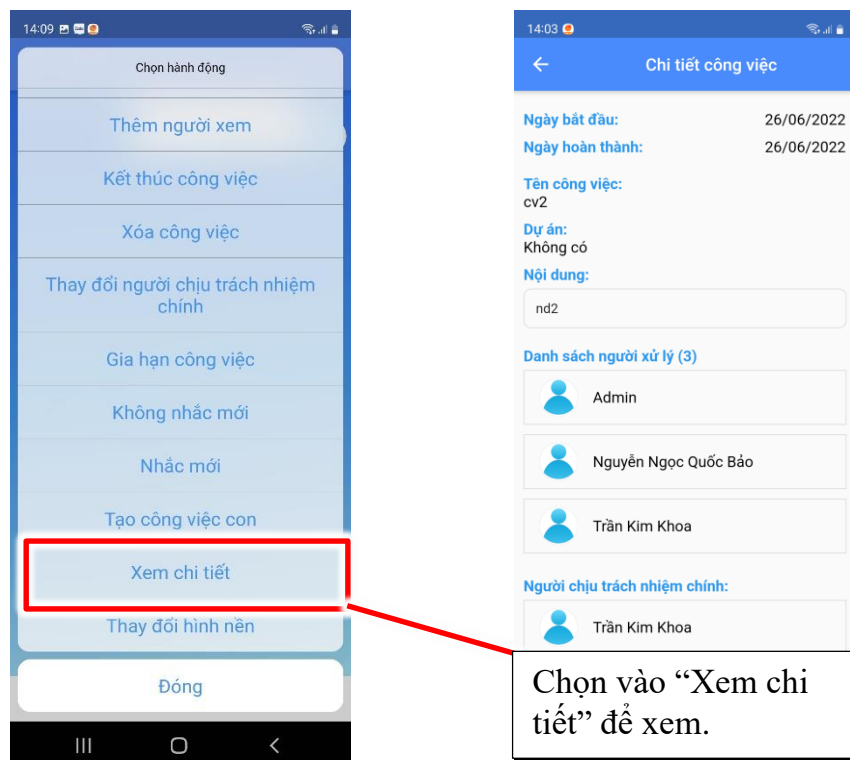 14:09
Chọn hành động
Thêm người xem
Kết thúc công việc
Xóa công việc
Thay đổi người chịu trách nhiệm
chính
Gia hạn công việc
Không nhắc mới
Nhắc mới
Tạo công việc con
Xem chi tiết
Thay đổi hình nền
Đóng
14:03
Chi tiết công việc
Ngày bắt đầu: 26/06/2022
Ngày hoàn thành: 26/06/2022
Tên công việc:
cv2
Dự án:
Không có
Nội dung:
nd2
Danh sách người xử lý (3)
Admin
Nguyễn Ngọc Quốc Bảo
Trần Kim Khoa
Người chịu trách nhiệm chính:
Trần Kim Khoa
Chọn vào “Xem chi
tiết” để xem.